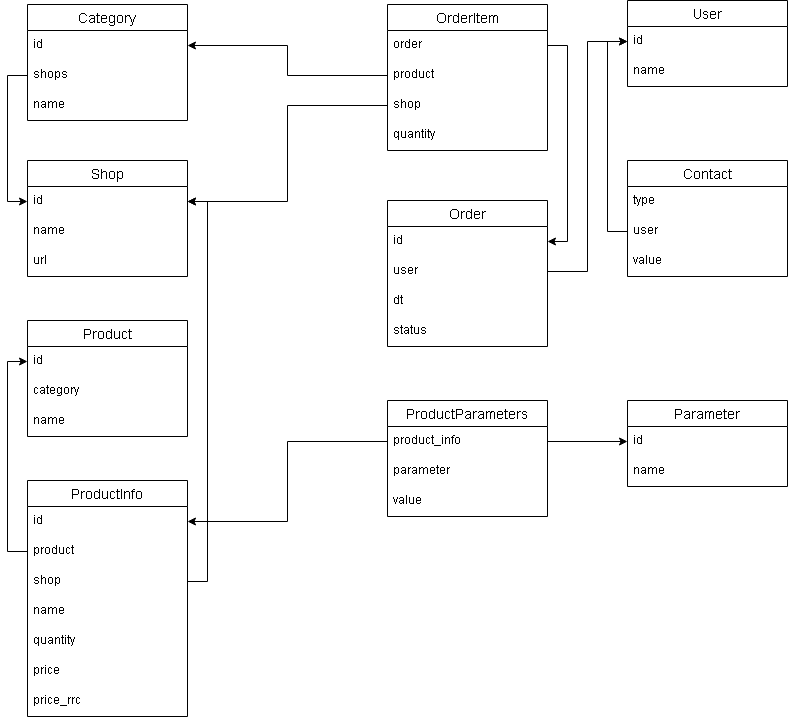 Category
id
shops
name
Shop
id
name
url
Product
id
category
name
ProductInfo
id
product
shop
name
quantity
price
price_rrc
OrderItem
order
product
shop
quantity
Order
id
user
dt
status
ProductParameters
product_info
parameter
value
User
id
name
Contact
type
user
value
Parameter
id
name